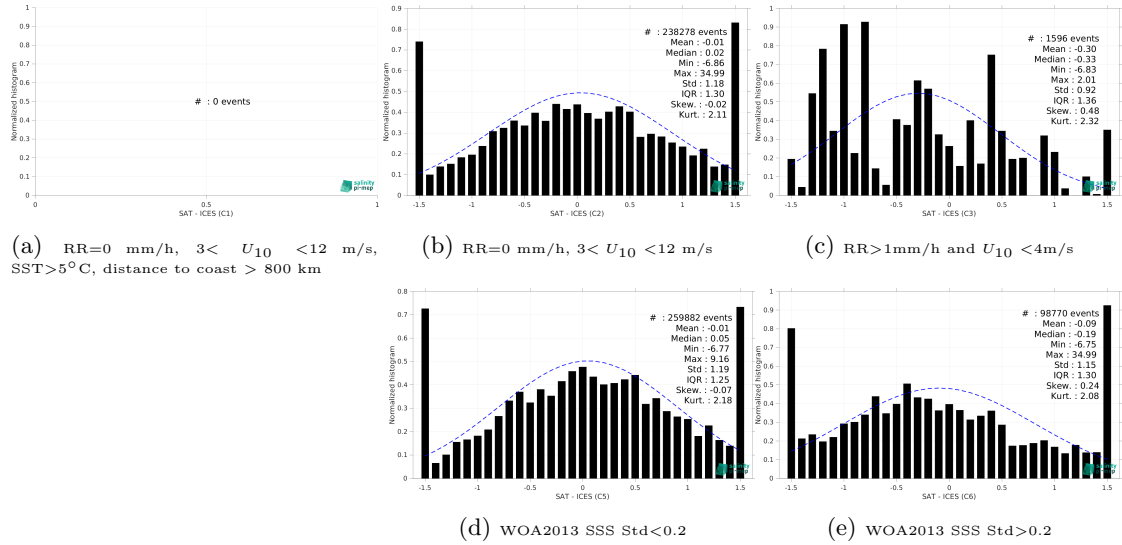 1
0.9
0.8
0.7
0.6
0.5
0.4
0.3
0.2
0.1
0
Normalized histogram
# : 0 events
salinity
pi-mep
0
0.5
1
SAT - ICES (C1)
(a) RR=0 mm/h, 3< U10 <12 m/s,
SST>5°C, distance to coast > 800 km
0.9
0.8
0.7
0.6
0.5
0.4
0.3
0.2
0.1
0
Normalized histogram
# : 238278 events
Mean : -0.01
Median : 0.02
Min : -6.86
Max : 34.99
Std : 1.18
IQR : 1.30
Skew. : -0.02
Kurt. : 2.11
salinity
pi-mep
-1.5
-1
-0.5
0
0.5
1
1.5
SAT - ICES (C2)
(b) RR=0 mm/h, 3< U10 <12 m/s
1
0.9
0.8
0.7
0.6
0.5
0.4
0.3
0.2
0.1
0
Normalized histogram
# : 1596 events
Mean : -0.30
Median : -0.33
Min : -6.83
Max : 2.01
Std : 0.92
IQR : 1.36
Skew. : 0.48
Kurt. : 2.32
salinity
pi-mep
-1.5
-1
-0.5
0
0.5
1
1.5
SAT - ICES (C3)
(c) RR>1mm/h and U10 <4m/s
0.8
0.7
0.6
0.5
0.4
0.3
0.2
0.1
0
Normalized histogram
# : 259882 events
Mean : -0.01
Median : 0.05
Min : -6.77
Max : 9.16
Std : 1.19
IQR : 1.25
Skew. : -0.07
Kurt. : 2.18
salinity
pi-mep
-1.5
-1
-0.5
0
0.5
1
1.5
SAT - ICES (C5)
(d) WOA2013 SSS Std<0.2
1
0.9
0.8
0.7
0.6
0.5
0.4
0.3
0.2
0.1
0
Normalized histogram
# : 98770 events
Mean : -0.09
Median : -0.19
Min : -6.75
Max : 34.99
Std : 1.15
IQR : 1.30
Skew. : 0.24
Kurt. : 2.08
salinity
pi-mep
-1.5
-1
-0.5
0
0.5
1
1.5
SAT - ICES (C6)
(e) WOA2013 SSS Std>0.2